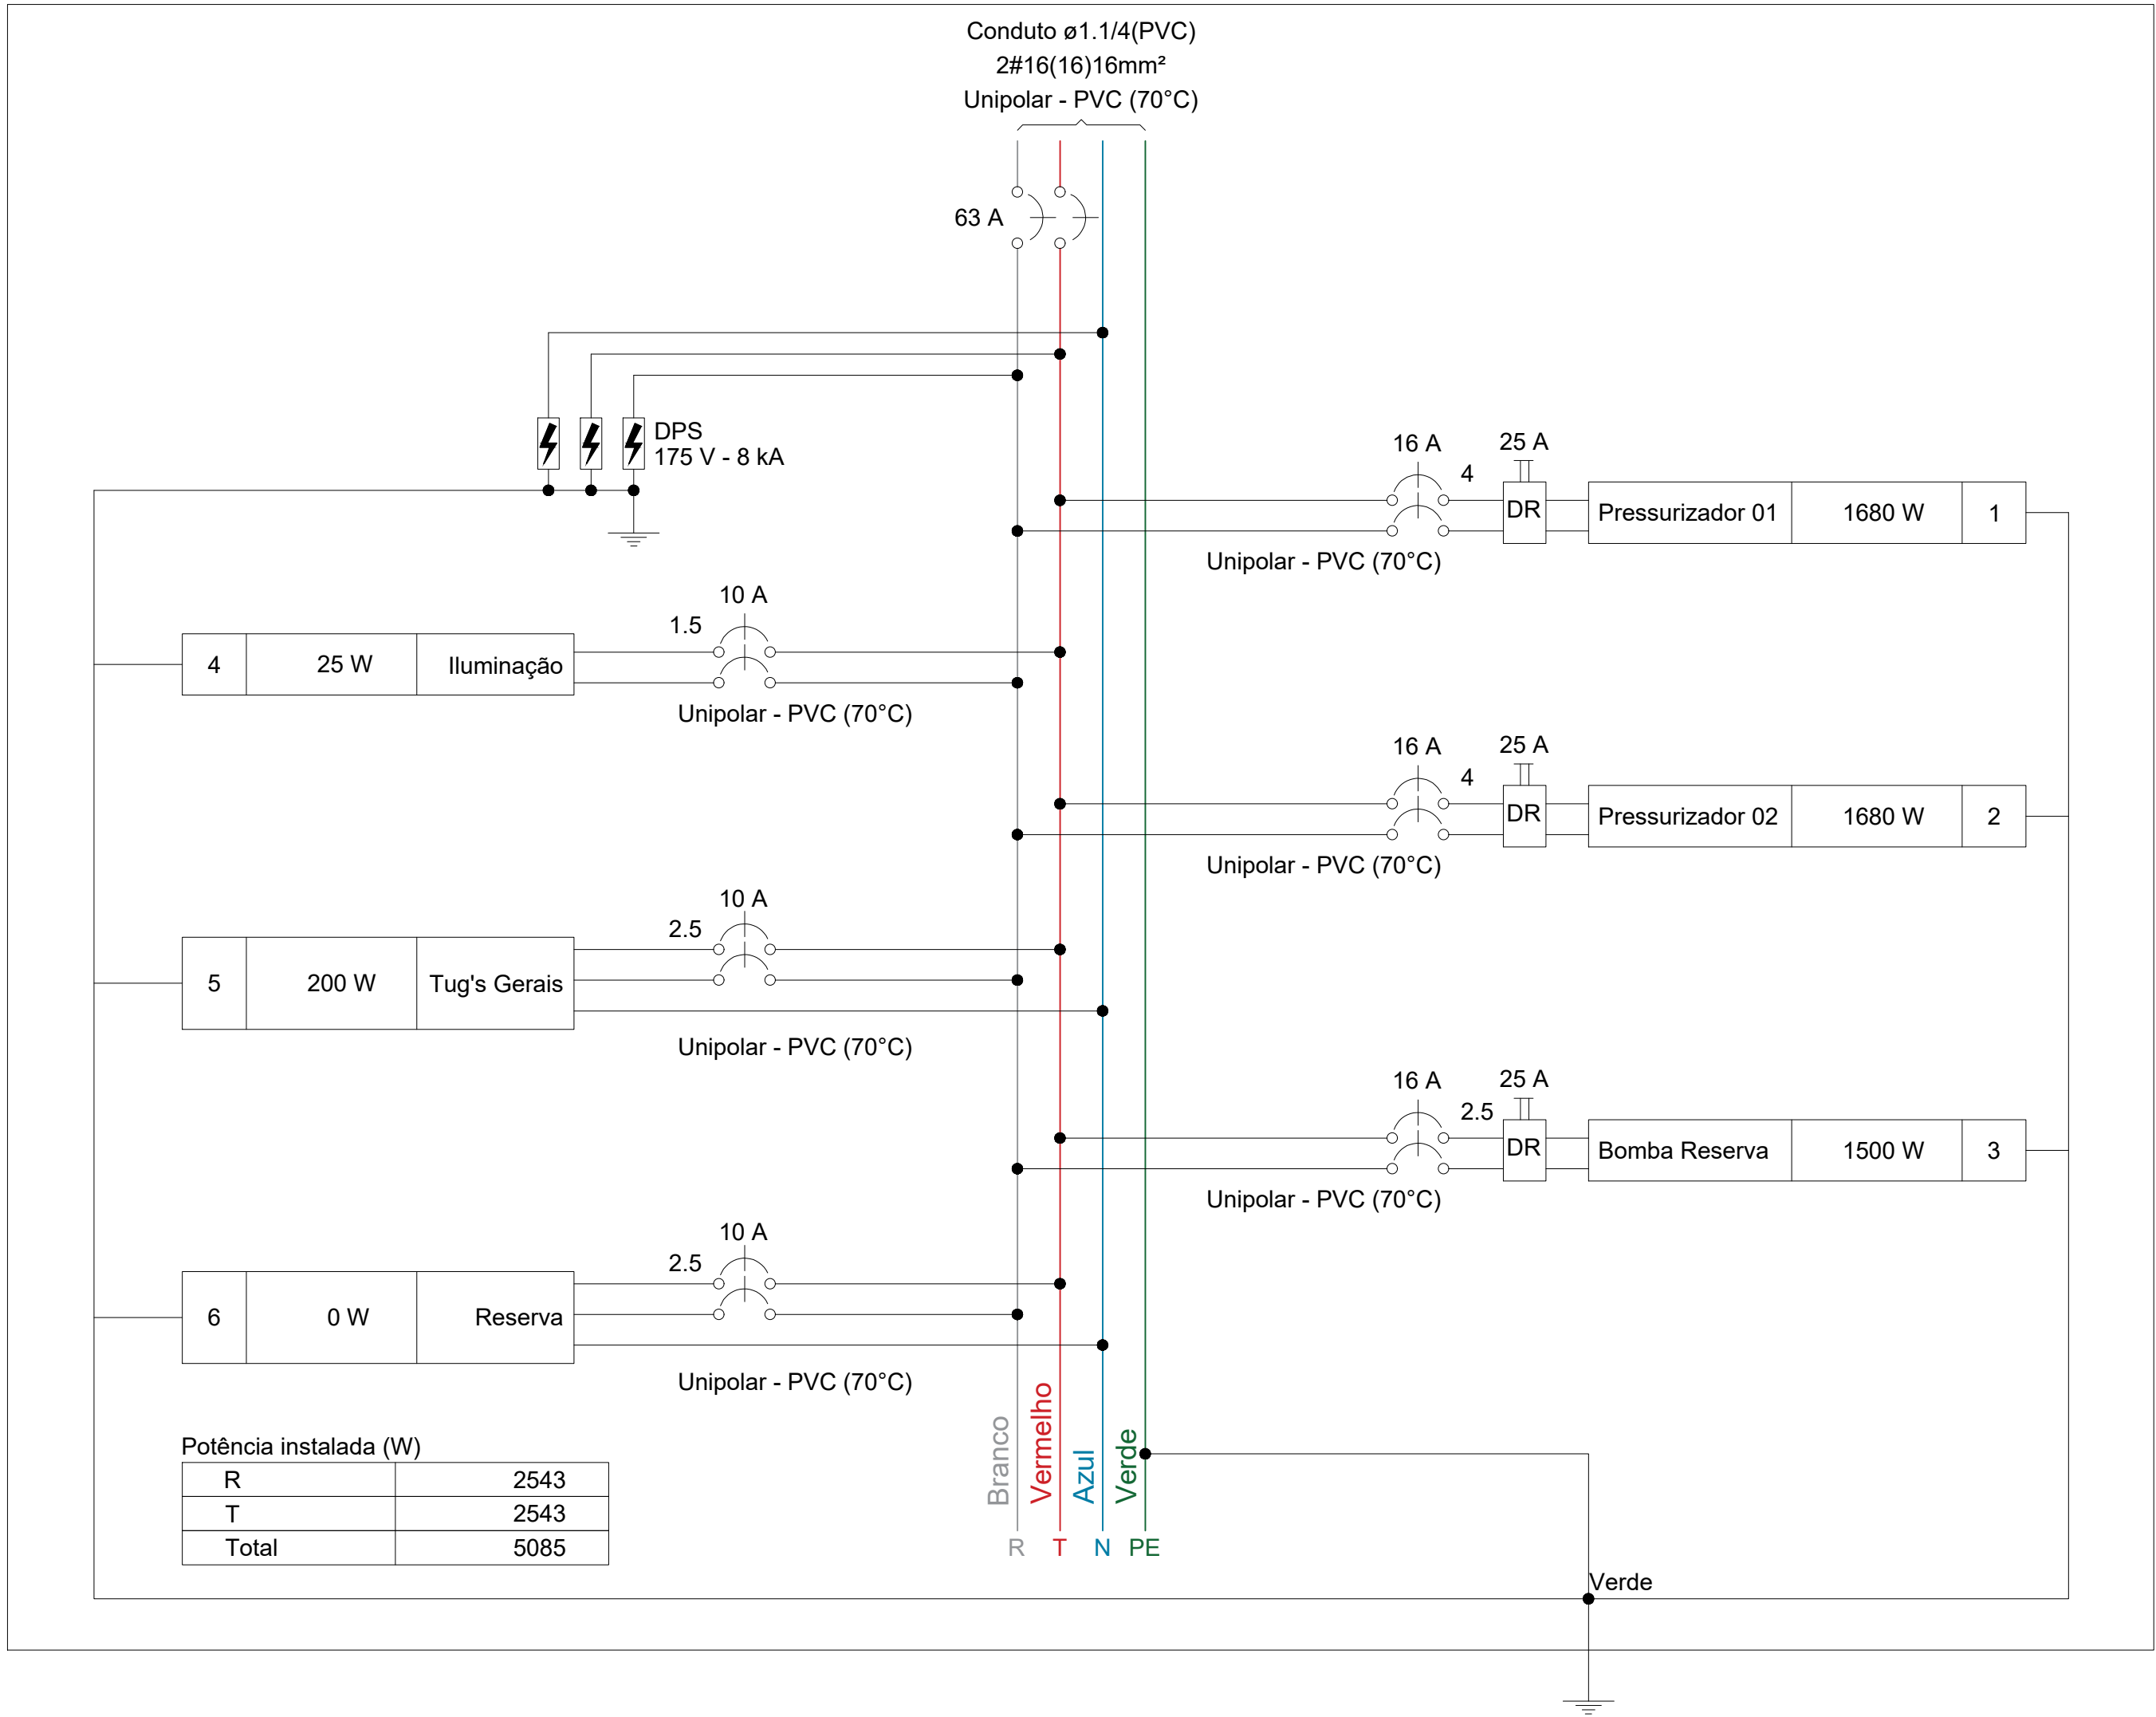 Conduto ø1.1/4(PVC)
2#16(16)16mm²
Unipolar - PVC (70°C)
63 A
DPS
175 V - 8 kA
16 A
25 A
4
DR
Pressurizador 01
1680 W
1
Unipolar - PVC (70°C)
10 A
1.5
4
25 W
Iluminação
Unipolar - PVC (70°C)
16 A
25 A
4
DR
Pressurizador 02
1680 W
2
Unipolar - PVC (70°C)
10 A
2.5
5
200 W
Tug's Gerais
Unipolar - PVC (70°C)
16 A
25 A
2.5
DR
Bomba Reserva
1500 W
3
Unipolar - PVC (70°C)
10 A
2.5
6
0 W
Reserva
Unipolar - PVC (70°C)
Branco
Vermelho
Azul
Verde
R
T
N
PE
Potência instalada (W)
R 2543
T 2543
Total 5085
Verde